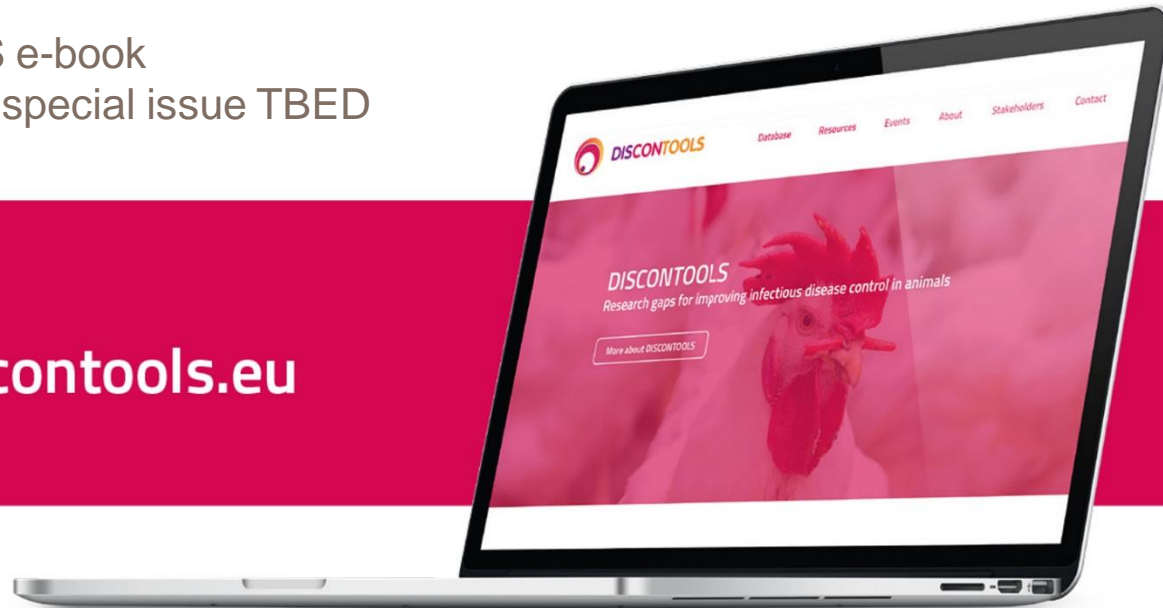 e-book
special issue TBED
DISCONTOOLS
Database Resources Events About Stakeholders Contact
DISCONTOOLS
Research gaps for improving infectious disease control in animals
More about DISCONTOOLS
contools.eu